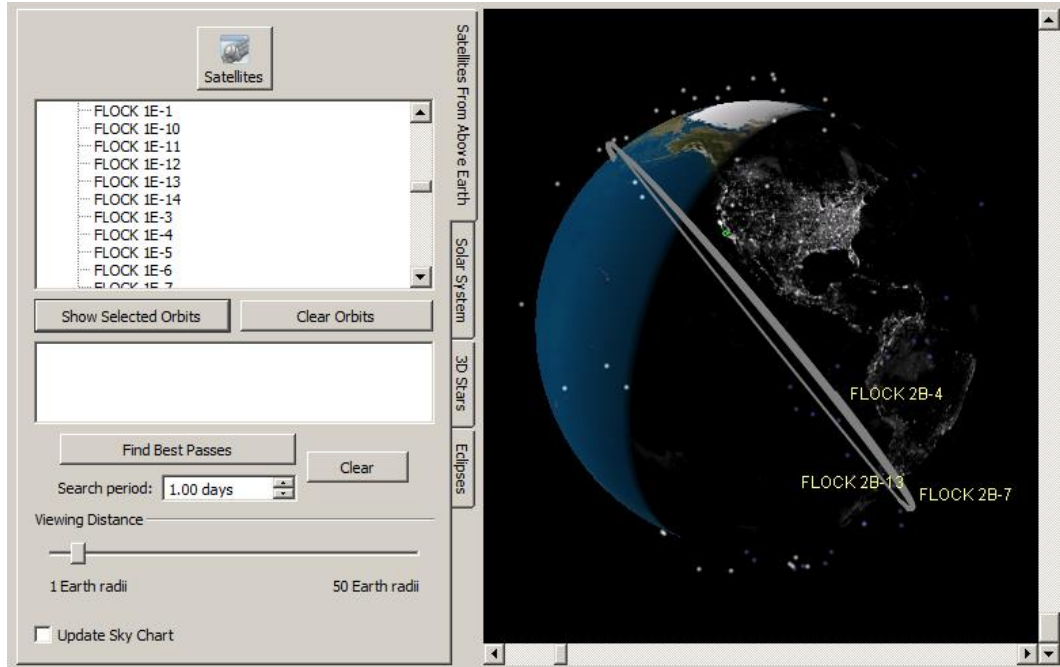 Satellites
FLOCK 1E-1
FLOCK 1E-10
FLOCK 1E-11
FLOCK 1E-12
FLOCK 1E-13
FLOCK 1E-14
FLOCK 1E-3
FLOCK 1E-4
FLOCK 1E-5
FLOCK 1E-6
FLOCK 1E-7
Show Selected Orbits
Clear Orbits
Find Best Passes
Clear
Search period:
1.00 days
Viewing Distance
1 Earth radii
50 Earth radii
Update Sky Chart
Satellites From Above Earth
Solar System
3D Stars
Eclipses
FLOCK 2B-4
FLOCK 2B-13
FLOCK 2B-7